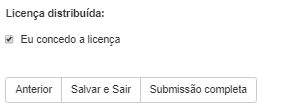 Licença distribuída:
Eu concedo a licença
Anterior Salvar e Sair Submissão completa